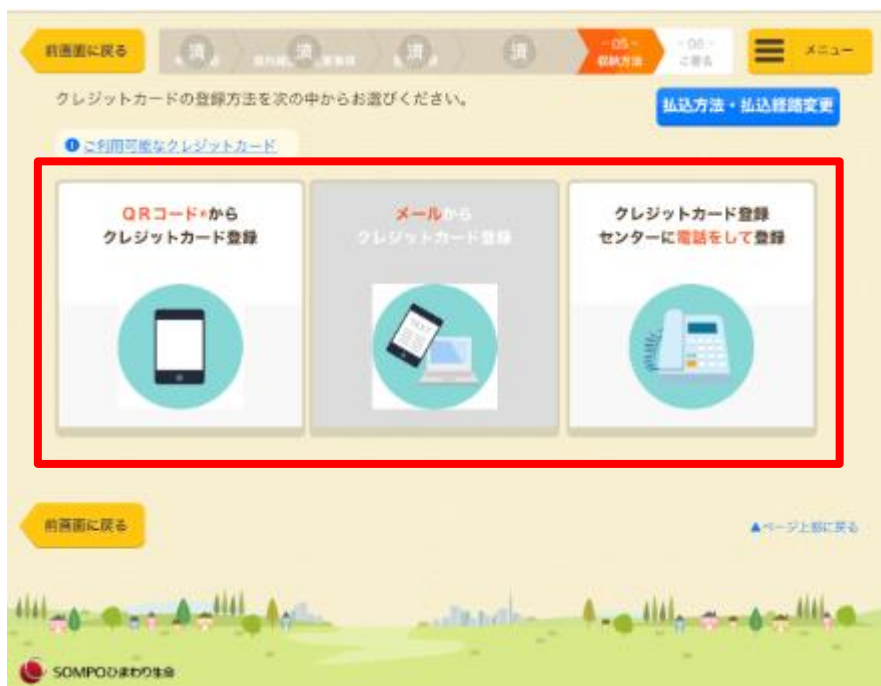 前画面に戻る
済
済
済
済
- 05 -
収納方法
- 06 -
ご署名
メニュー
クレジットカードの登録方法を次の中からお選びください。
払込方法・払込経路変更
ご利用可能なクレジットカード
QRコード®から
クレジットカード登録
メールから
クレジットカード登録
クレジットカード登録
センターに電話をして登録
TEXT
前画面に戻る
▲ページ上部に戻る
SOMPOひまわり生命